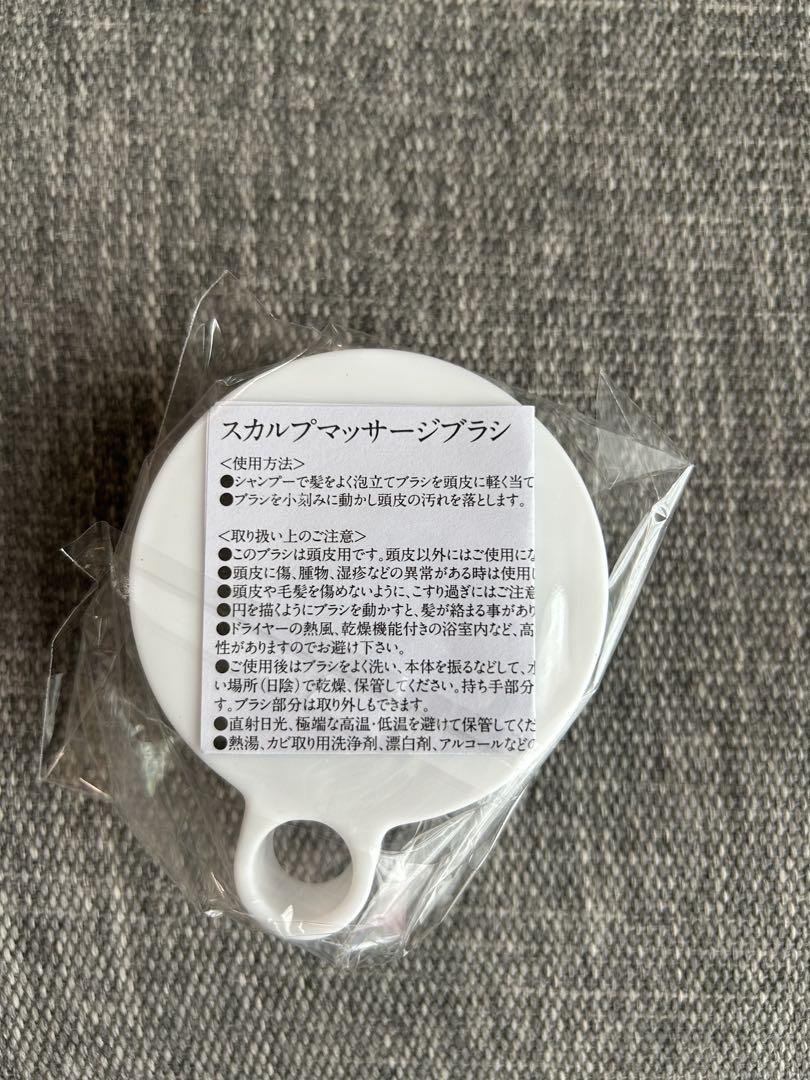 スカルプマッサージブラシ
＜使用方法＞
●シャンプーで髪をよく泡立てブラシを頭皮に軽く当て
●ブラシを小刻みに動かし頭皮の汚れを落とします。
＜取り扱い上のご注意＞
●このブラシは頭皮用です。頭皮以外にはご使用にな
●頭皮に傷、腫物、湿疹などの異常がある時は使用し
●頭皮や毛髪を傷めないように、こすり過ぎにはご注意
●円を描くようにブラシを動かすと、髪が絡まる事があり
●ドライヤーの熱風、乾燥機能付きの浴室内など、高
性がありますのでお避け下さい。
●ご使用後はブラシをよく洗い、本体を振るなどして、水
い場所（日陰）で乾燥、保管してください。持ち手部分
す。ブラシ部分は取り外しもできます。
●直射日光、極端な高温・低温を避けて保管してくだ
●熱湯、カビ取り用洗浄剤、漂白剤、アルコールなどの